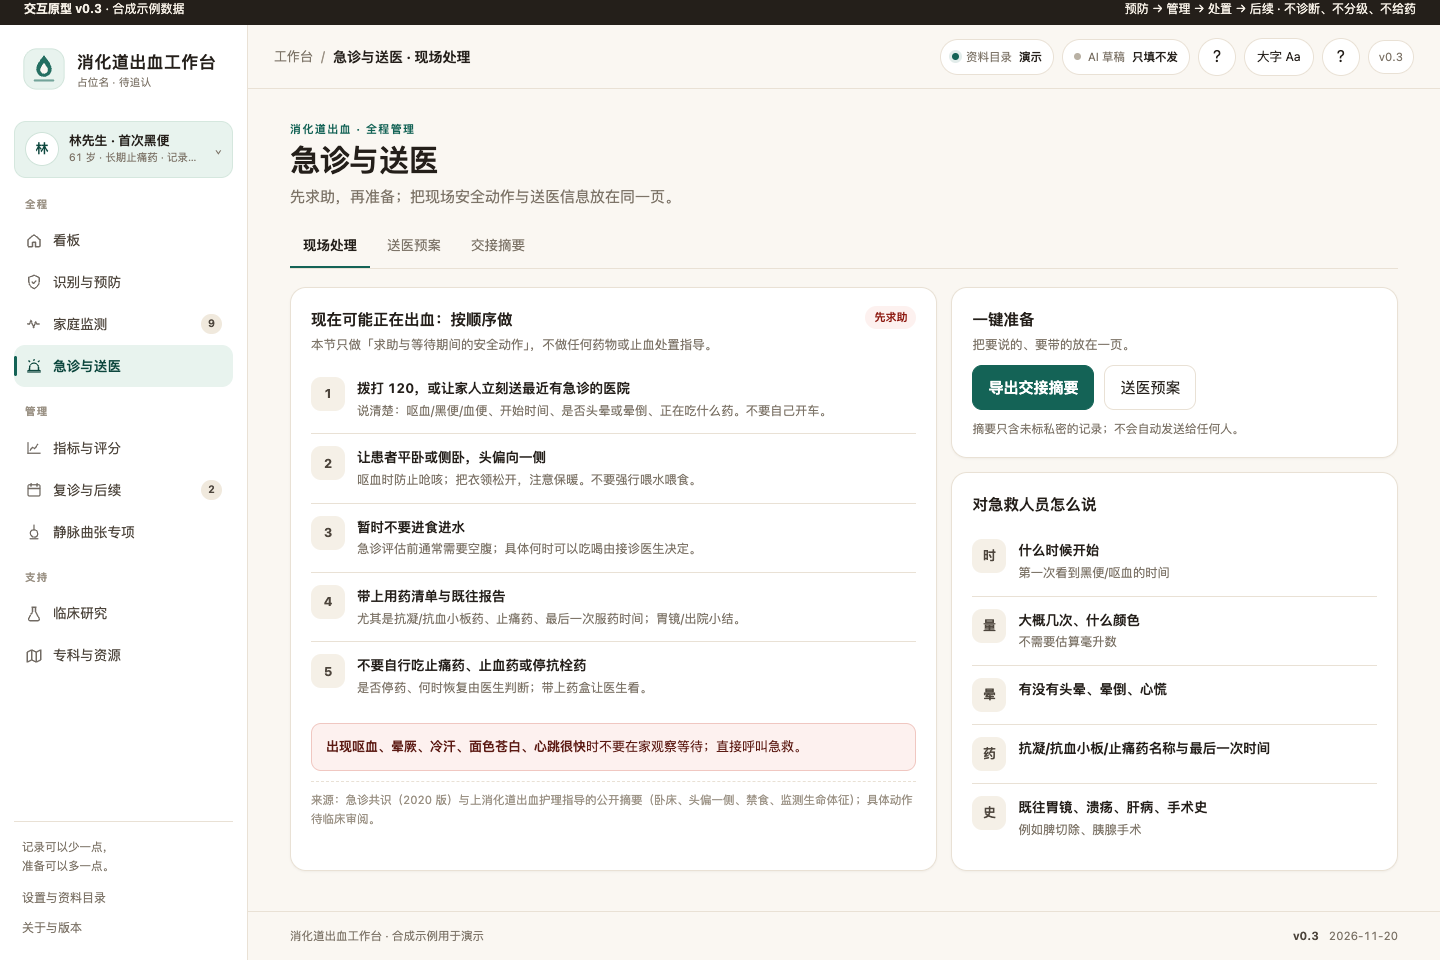 交互原型 v0.3 · 合成示例数据
预防 → 管理 → 处置 → 后续 · 不诊断、不分级、不给药
消化道出血工作台
占位名 · 待追认
林
林先生 · 首次黑便
61 岁 · 长期止痛药 · 记录...
全程
看板
识别与预防
家庭监测 9
急诊与送医
管理
指标与评分
复诊与后续 2
静脉曲张专项
支持
临床研究
专科与资源
记录可以少一点，
准备可以多一点。
设置与资料目录
关于与版本
工作台 / 急诊与送医 · 现场处理
资料目录 演示
AI 草稿 只填不发
?
大字 Aa
?
v0.3
消化道出血 · 全程管理
急诊与送医
先求助，再准备；把现场安全动作与送医信息放在同一页。
现场处理 送医预案 交接摘要
现在可能正在出血：按顺序做
先求助
本节只做「求助与等待期间的安全动作」，不做任何药物或止血处置指导。
1
拨打 120，或让家人立刻送最近有急诊的医院
说清楚：呕血/黑便/血便、开始时间、是否头晕或晕倒、正在吃什么药。不要自己开车。
2
让患者平卧或侧卧，头偏向一侧
呕血时防止呛咳；把衣领松开，注意保暖。不要强行喂水喂食。
3
暂时不要进食进水
急诊评估前通常需要空腹；具体何时可以吃喝由接诊医生决定。
4
带上用药清单与既往报告
尤其是抗凝/抗血小板药、止痛药、最后一次服药时间；胃镜/出院小结。
5
不要自行吃止痛药、止血药或停抗栓药
是否停药、何时恢复由医生判断；带上药盒让医生看。
出现呕血、晕厥、冷汗、面色苍白、心跳很快时不要在家观察等待；直接呼叫急救。
来源：急诊共识（2020 版）与上消化道出血护理指导的公开摘要（卧床、头偏一侧、禁食、监测生命体征）；具体动作
待临床审阅。
一键准备
把要说的、要带的放在一页。
导出交接摘要 送医预案
摘要只含未标私密的记录；不会自动发送给任何人。
对急救人员怎么说
时
什么时候开始
第一次看到黑便/呕血的时间
量
大概几次、什么颜色
不需要估算毫升数
晕
有没有头晕、晕倒、心慌
药
抗凝/抗血小板/止痛药名称与最后一次时间
史
既往胃镜、溃疡、肝病、手术史
例如脾切除、胰腺手术
消化道出血工作台 · 合成示例用于演示
v0.3 2026-11-20